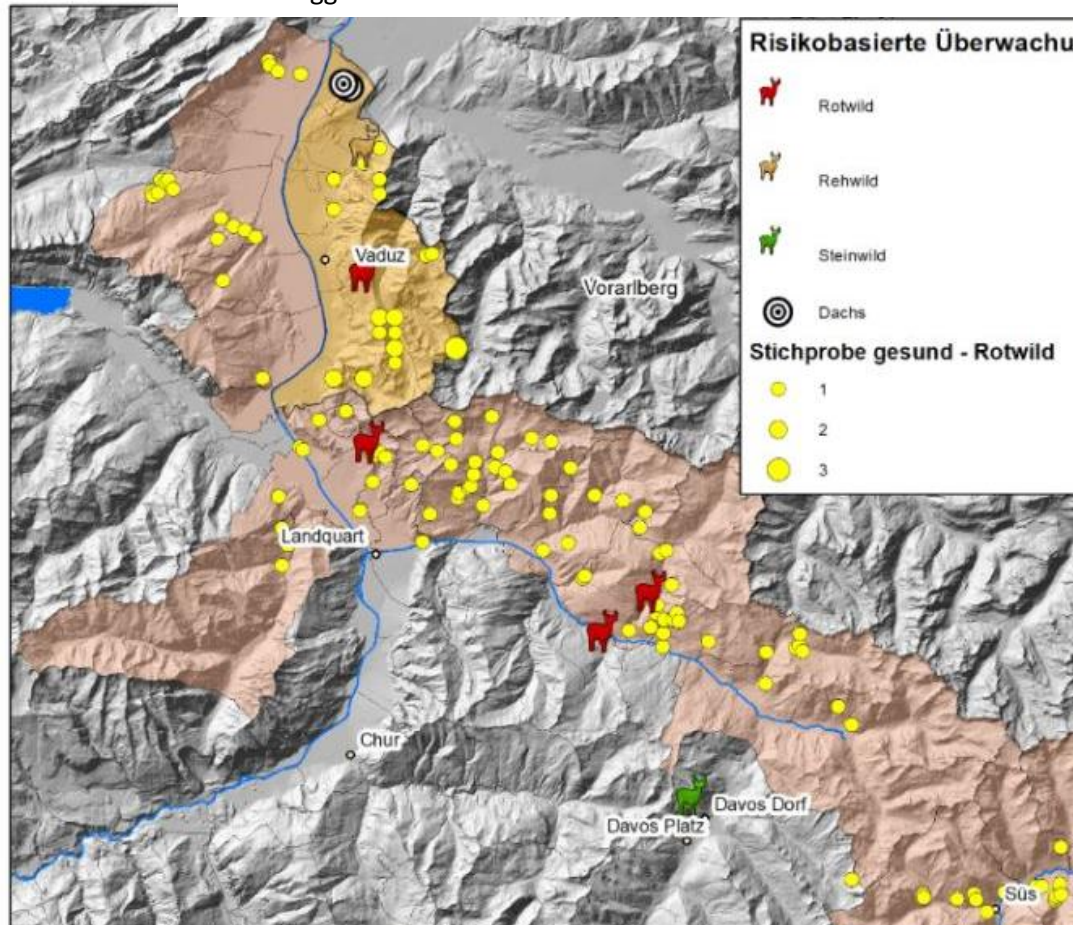 Risikobasierte Überwachu
Rotwild
Rehwild
Steinwild
Dachs
Stichprobe gesund - Rotwild
1
2
3
Vaduz
Vorarlberg
Landquart
Chur
Davos Dorf
Davos Platz
Süs